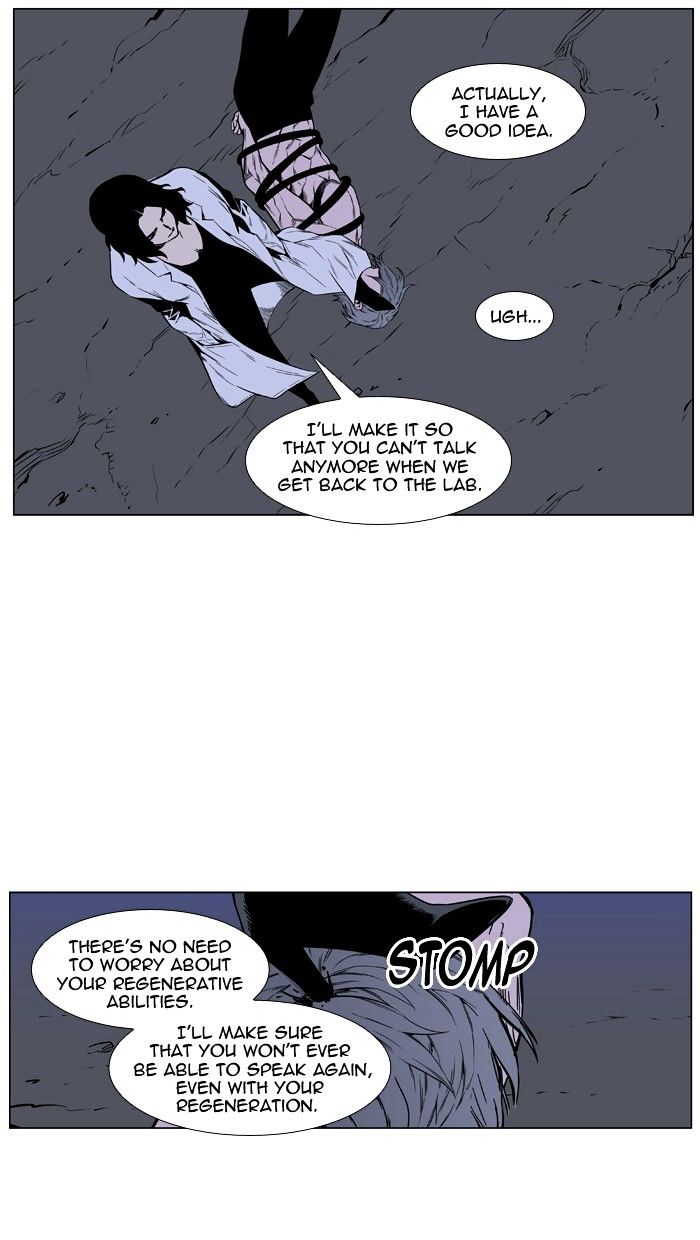 ACTUALLY,
I HAVE A
GOOD IDEA.
UGH...
I'LL MAKE IT SO
THAT YOU CAN'T TALK
ANYMORE WHEN WE
GET BACK TO THE LAB.
THERE'S NO NEED
TO WORRY ABOUT
YOUR REGENERATIVE
ABILITIES.
STOMP
I'LL MAKE SURE
THAT YOU WON'T EVER
BE ABLE TO SPEAK AGAIN,
EVEN WITH YOUR
REGENERATION.